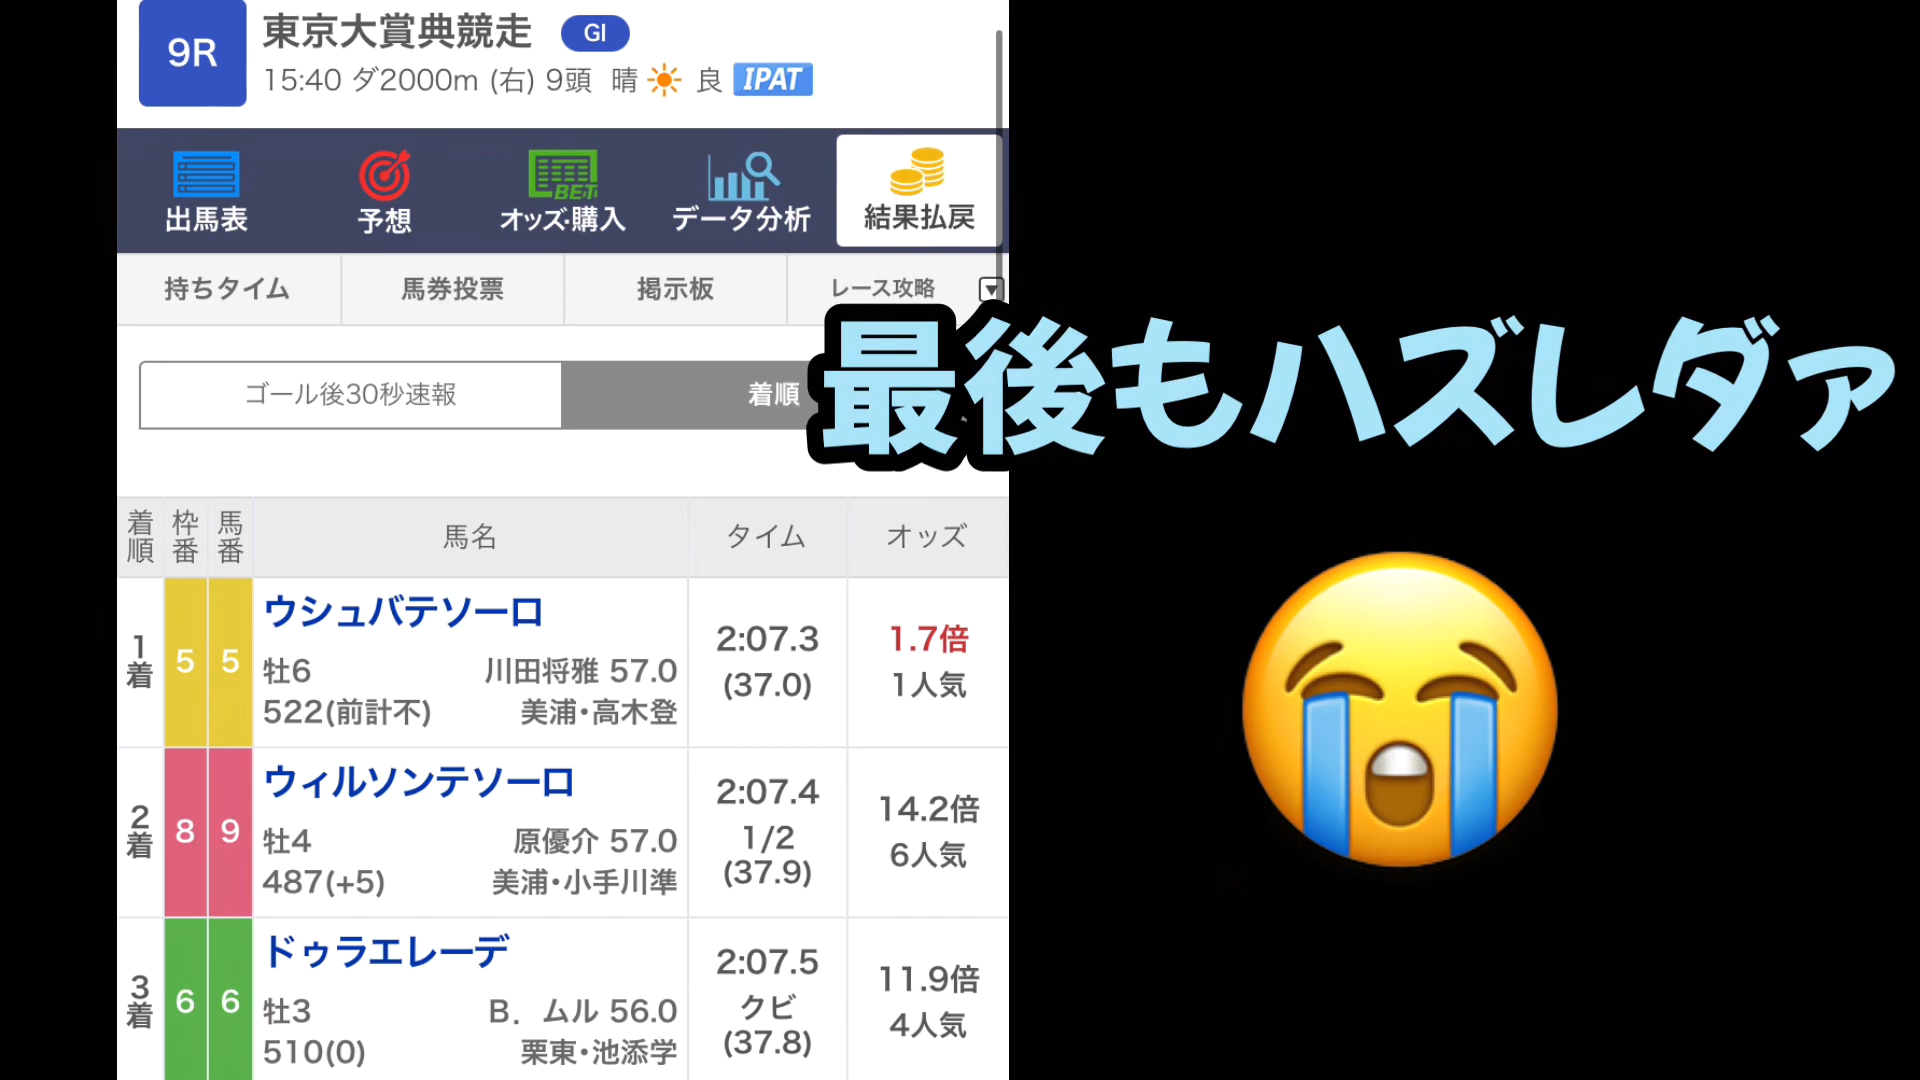 9R
東京大賞典競走 GI
15:40 ダ2000m (右) 9頭 晴 良 IPAT
出馬表 予想 オッズ・購入 データ分析 結果払戻
BET
持ちタイム 馬券投票 掲示板 レース攻略
最後もハズレダァ
ゴール後30秒速報 着順
着順 枠番 馬番 馬名 タイム オッズ
1着 5 5 ウシュバテソーロ 2:07.3 1.7倍
牡6 川田将雅 57.0 (37.0) 1人気
522(前計不) 美浦・高木登
2着 8 9 ウィルソンテソーロ 2:07.4 14.2倍
牡4 原優介 57.0 1/2 6人気
487(+5) 美浦・小手川準 (37.9)
3着 6 6 ドゥラエレーデ 2:07.5 11.9倍
牡3 B．ムル 56.0 クビ 4人気
510(0) 栗東・池添学 (37.8)